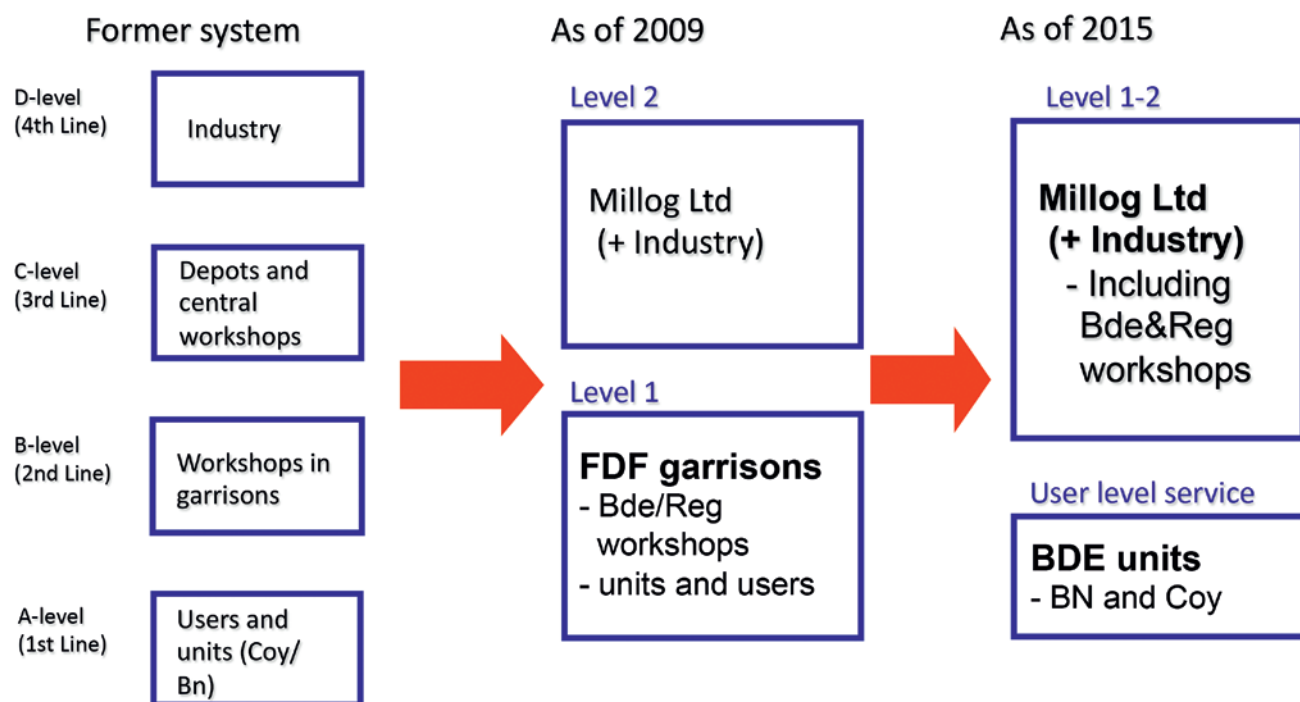 Former system
D-level
(4th Line)
Industry
C-level
(3rd Line)
Depots and
central
workshops
B-level
(2nd Line)
Workshops in
garrisons
A-level
(1st Line)
Users and
units (Coy/
Bn)
As of 2009
Level 2
Millog Ltd
(+ Industry)
Level 1
FDF garrisons
- Bde/Reg
workshops
- units and users
As of 2015
Level 1-2
Millog Ltd
(+ Industry)
- Including
Bde&Reg
workshops
User level service
BDE units
- BN and Coy